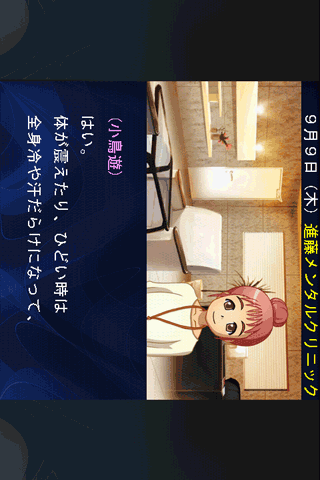 9月9日（木）進藤メンタルクリニック
（小鳥遊）
はい。
体が震えたり、ひどい時は
全身冷や汗だらけになって、